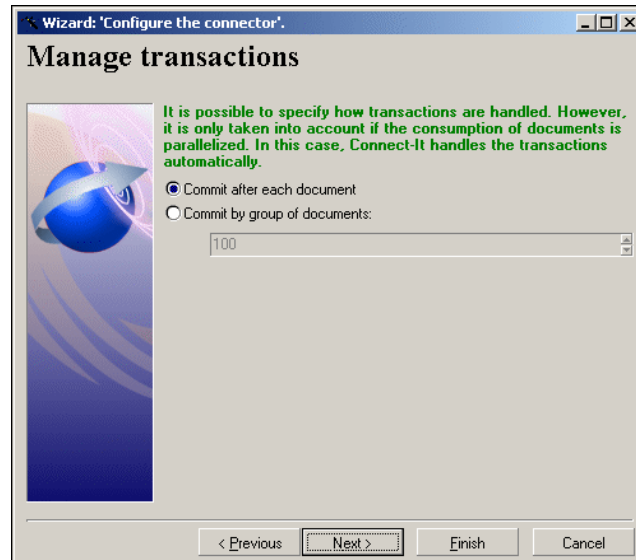 Wizard: 'Configure the connector'.
Manage transactions
It is possible to specify how transactions are handled. However,
it is only taken into account if the consumption of documents is
parallelized. In this case, Connect-It handles the transactions
automatically.
Commit after each document
Commit by group of documents:
100
< Previous Next > Finish Cancel